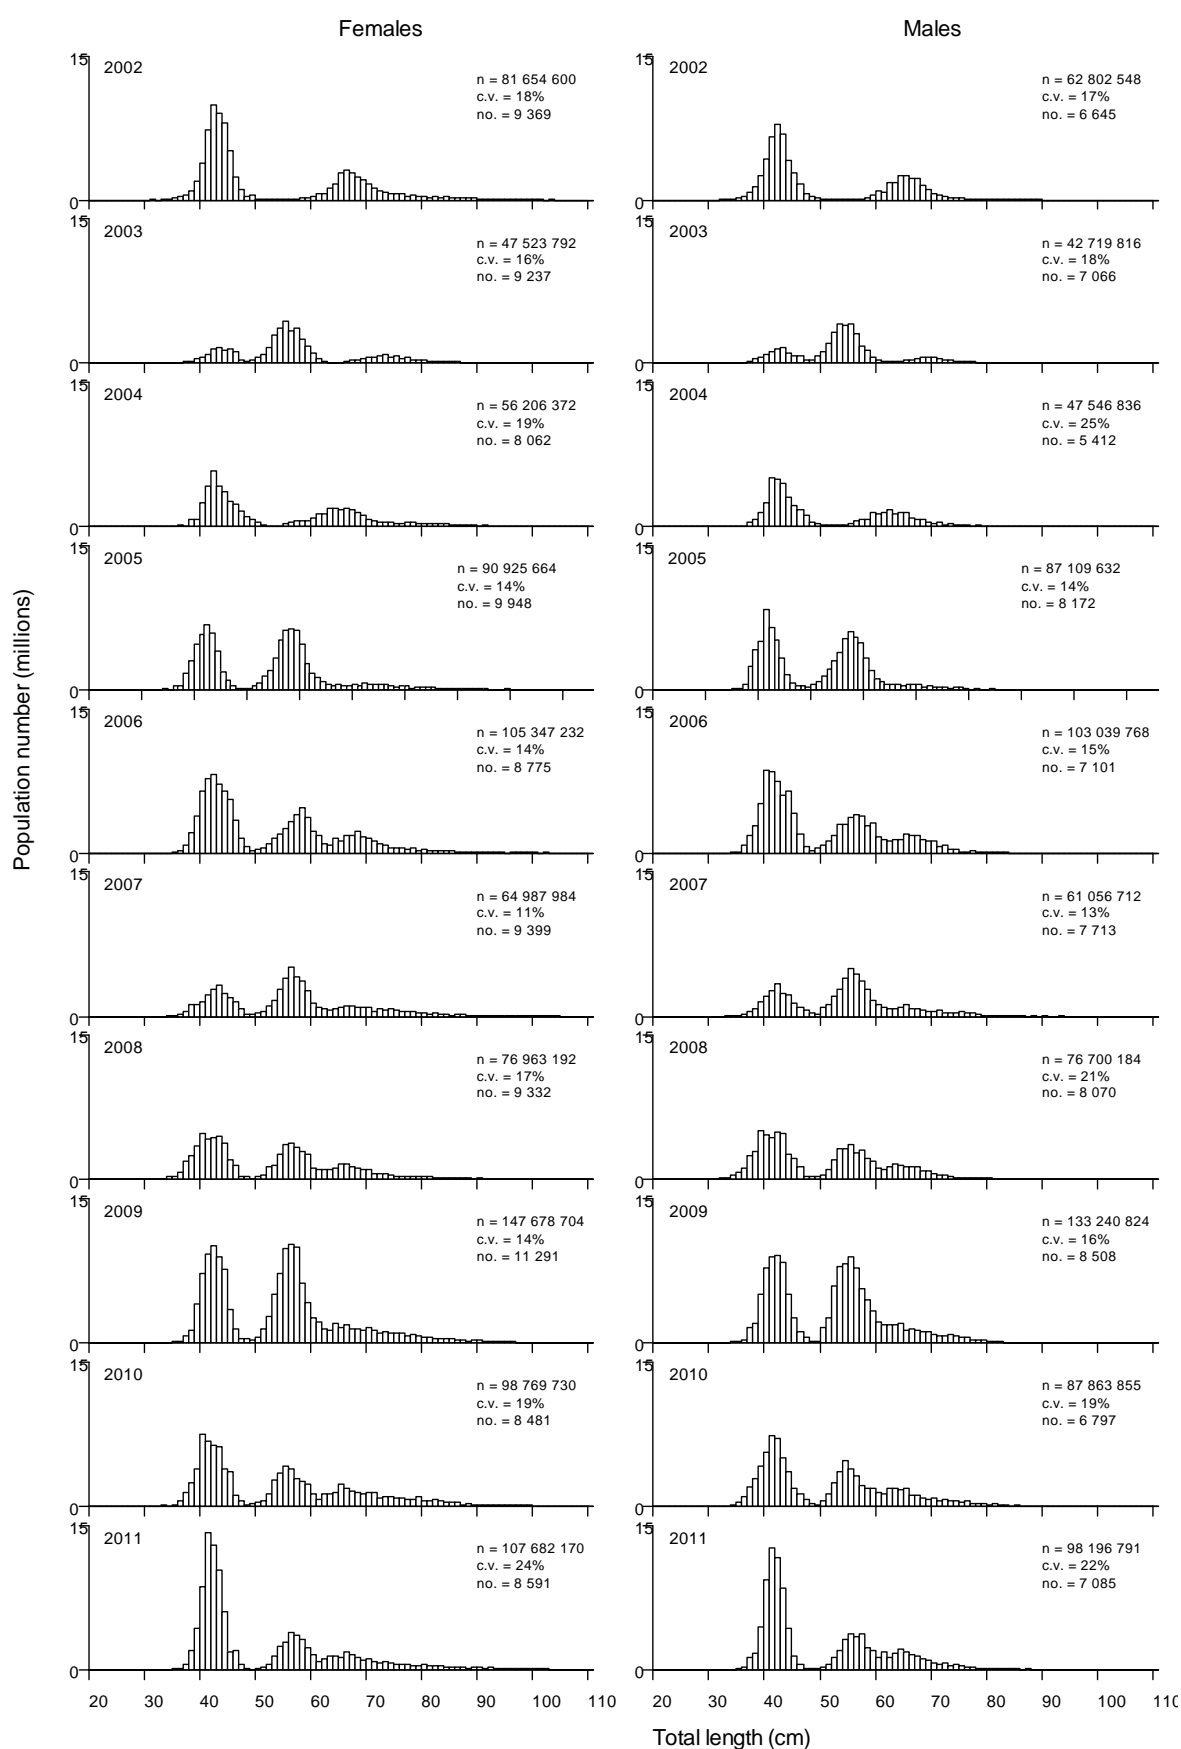 Females Males
15 2002 n = 81 654 600 c.v. = 18% no. = 9 369 0
15 2002 n = 62 802 548 c.v. = 17% no. = 6 645 0
15 2003 n = 47 523 792 c.v. = 16% no. = 9 237 0
15 2003 n = 42 719 816 c.v. = 18% no. = 7 066 0
15 2004 n = 56 206 372 c.v. = 19% no. = 8 062 0
15 2004 n = 47 546 836 c.v. = 25% no. = 5 412 0
15 2005 n = 90 925 664 c.v. = 14% no. = 9 948 0
15 2005 n = 87 109 632 c.v. = 14% no. = 8 172 0
15 2006 n = 105 347 232 c.v. = 14% no. = 8 775 0
15 2006 n = 103 039 768 c.v. = 15% no. = 7 101 0
15 2007 n = 64 987 984 c.v. = 11% no. = 9 399 0
15 2007 n = 61 056 712 c.v. = 13% no. = 7 713 0
15 2008 n = 76 963 192 c.v. = 17% no. = 9 332 0
15 2008 n = 76 700 184 c.v. = 21% no. = 8 070 0
15 2009 n = 147 678 704 c.v. = 14% no. = 11 291 0
15 2009 n = 133 240 824 c.v. = 16% no. = 8 508 0
15 2010 n = 98 769 730 c.v. = 19% no. = 8 481 0
15 2010 n = 87 863 855 c.v. = 19% no. = 6 797 0
15 2011 n = 107 682 170 c.v. = 24% no. = 8 591 0
15 2011 n = 98 196 791 c.v. = 22% no. = 7 085 0
20 30 40 50 60 70 80 90 100 110 20 30 40 50 60 70 80 90 100 110
Population number (millions)
Total length (cm)